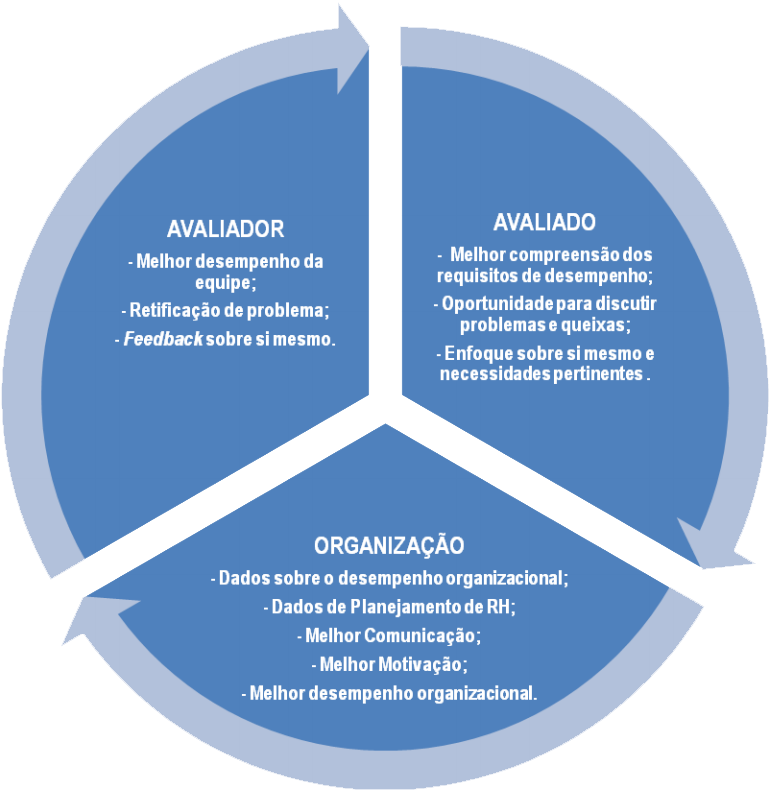 AVALIADOR
- Melhor desempenho da
equipe;
- Retificação de problema;
- Feedback sobre si mesmo.
AVALIADO
- Melhor compreensão dos
requisitos de desempenho;
- Oportunidade para discutir
problemas e queixas;
- Enfoque sobre si mesmo e
necessidades pertinentes .
ORGANIZAÇÃO
- Dados sobre o desempenho organizacional;
- Dados de Planejamento de RH;
- Melhor Comunicação;
- Melhor Motivação;
- Melhor desempenho organizacional.